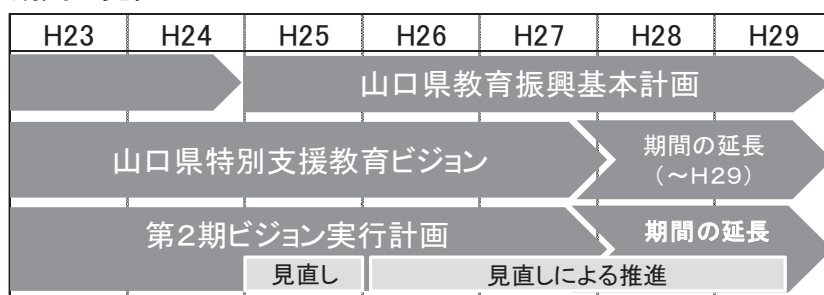 H23 H24 H25 H26 H27 H28 H29
山口県教育振興基本計画
山口県特別支援教育ビジョン
期間の延長
（～H29）
第2期ビジョン実行計画
期間の延長
見直し
見直しによる推進